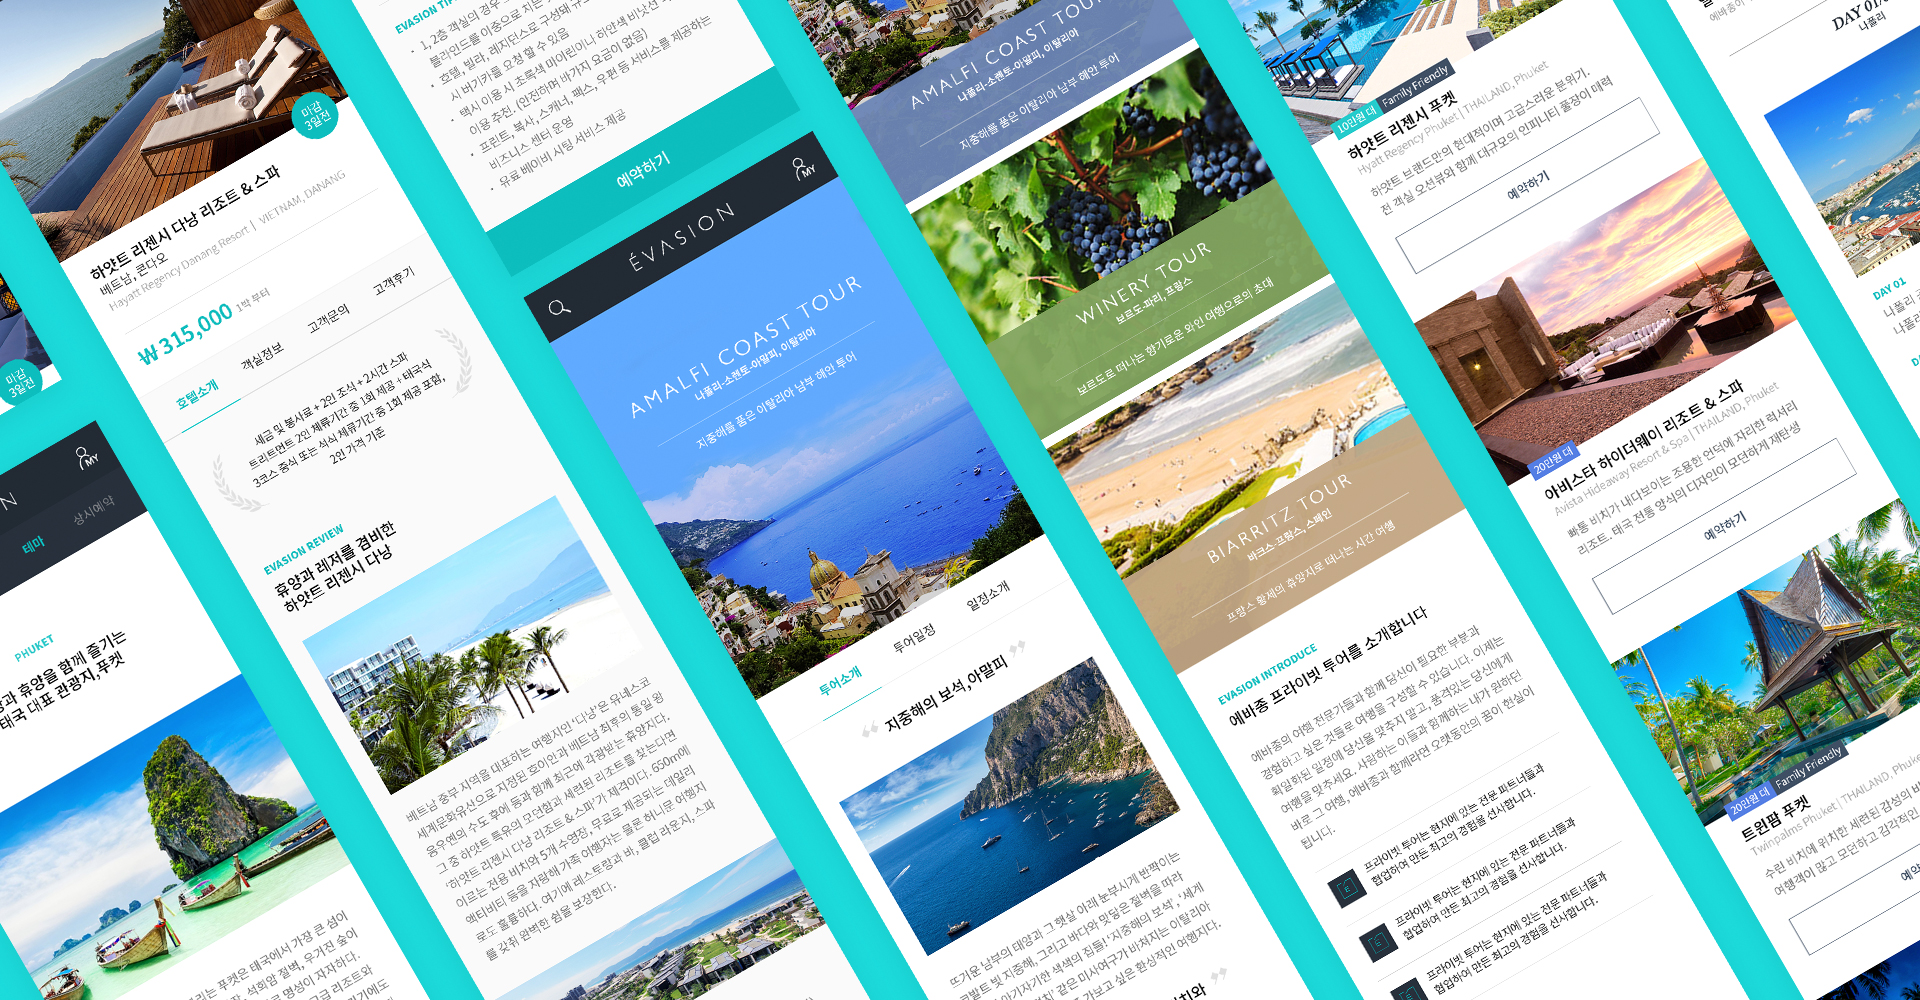 마감
3일전
N
MY
테마
상시예약
PHUKET
휴양을 함께 즐기는
태국 대표 관광지, 푸켓
푸켓은 태국에서 가장 큰 섬이
석회암 절벽, 우거진 숲이
명성이 자자하다.
고급 리조트와
마감
3일전
하얏트 리젠시 다낭 리조트 & 스파
베트남, 콘다오
Hayatt Regency Danang Resort | VIETNAM, DANANG
₩ 315,000 1박 부터
호텔소개
객실정보
고객문의
고객후기
세금 및 봉사료 + 2인 조식 + 2시간 스파
트리트먼트 2인 체류기간 중 1회 제공 + 태국식
3코스 중식 또는 석식 체류기간 중 1회 제공 포함,
2인 가격 기준
EVASION REVIEW
휴양과 레저를 겸비한
하얏트 리젠시 다낭
베트남 중부 지역을 대표하는 여행지인 '다낭'은 유네스코
세계문화유산으로 지정된 호이안과 베트남 최후의 통일 왕
응우옌의 수도 후에 등과 함께 최근에 각광받는 휴양지다.
그 중 하얏트 특유의 모던함과 세련된 리조트를 찾는다면
'하얏트 리젠시 다낭 리조트 & 스파'가 제격이다. 650m에
이르는 전용 비치와 5개 수영장, 무료로 제공되는 데일리
액티비티 등을 자랑해 가족 여행자는 물론 허니문 여행지
로도 훌륭하다. 여기에 레스토랑과 바, 클럽 라운지, 스파
를 갖춰 완벽한 쉼을 보장한다.
EVASION TIP
• 1, 2층 객실의 경우
블라인드를 이중으로
• 호텔, 빌라, 레지던스로 구성돼
시 버기카를 요청 할 수 있음
• 택시 이용 시 초록색 마이린이나 하얀색 비나선
이용 추천. (안전하며 바가지 요금이 없음)
• 프린트, 복사, 스캐너, 팩스, 우편 등 서비스를 제공하는
비즈니스 센터 운영
• 유료 베이비 시팅 서비스 제공
예약하기
ÉVASION
MY
AMALFI COAST TOUR
나폴리-소렌토-아말피, 이탈리아
지중해를 품은 이탈리아 남부 해안 투어
투어소개
투어일정
일정소개
지중해의 보석, 아말피
뜨거운 남부의 태양과, 그 햇살 아래 눈부시게 반짝이는
코발트 빛 지중해, 그리고 바다와 맞닿은 절벽을 따라
아기자기한 색색의 집들! '지중해의 보석', '세계
같은 미사여구가 비쳐지는 이탈리아
가보고 싶은 환상적인 여행지다.
AMALFI COAST TOUR
나폴리-소렌토-아말피, 이탈리아
지중해를 품은 이탈리아 남부 해안 투어
WINERY TOUR
보르도-파리, 프랑스
보르도로 떠나는 향기로운 와인 여행으로의 초대
BIARRITZ TOUR
바크스-프랑스, 스페인
프랑스 황제의 휴양지로 떠나는 시간 여행
EVASION INTRODUCE
에바종 프라이빗 투어를 소개합니다
에바종의 여행 전문가들과 함께 당신이 필요한 부분과
경험하고 싶은 것들로 여행을 구성할 수 있습니다. 이제는
획일화된 일정에 당신을 맞추지 말고, 품격있는 당신에게
여행을 맞추세요. 사랑하는 이들과 함께하는 내가 원하던
바로 그 여행, 에바종과 함께라면 오랫동안의 꿈이 현실이
됩니다.
프라이빗 투어는 현지에 있는 전문 파트너들과
협업하여 만든 최고의 경험을 선사합니다.
프라이빗 투어는 현지에 있는 전문 파트너들과
협업하여 만든 최고의 경험을 선사합니다.
프라이빗 투어는 현지에 있는 전문 파트너들과
협업하여 만든 최고의 경험을 선사합니다.
10만원 대 Family Friendly
하얏트 리젠시 푸켓
Hyatt Regency Phuket | THAILAND, Phuket
하얏트 브랜드만의 현대적이며 고급스러운 분위기.
전 객실 오션뷰와 함께 대규모의 인피니티 풀장이 매력
예약하기
20만원 대
아비스타 하이더웨이 리조트 & 스파
Avista Hideaway Resort & Spa | THAILAND, Phuket
빠통 비치가 내다보이는 조용한 언덕에 자리한 럭셔리
리조트. 태국 전통 양식의 디자인이 모던하게 재탄생
예약하기
20만원 대 Family Friendly
트윈팜 푸켓
Twinpalms Phuket | THAILAND, Phuket
수린 비치에 위치한 세련된 감성의
여행객이 많고 모던하고 감각적인
DAY 01
나폴리
DAY 01
나폴리